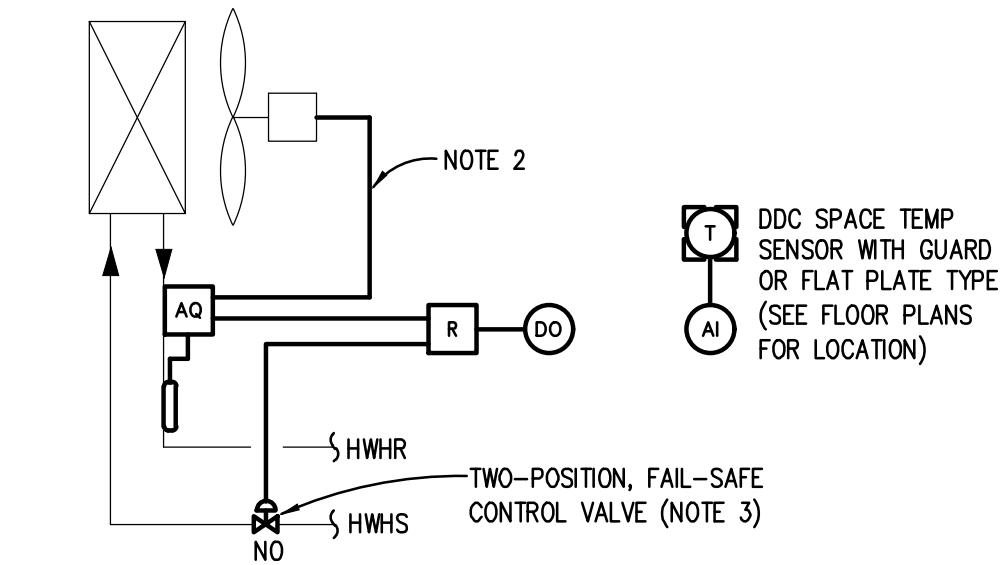 NOTE 2
T
DDC SPACE TEMP
SENSOR WITH GUARD
OR FLAT PLATE TYPE
(SEE FLOOR PLANS
FOR LOCATION)
AI
AQ
R
DO
HWHR
TWO-POSITION, FAIL-SAFE
CONTROL VALVE (NOTE 3)
HWHS
NO